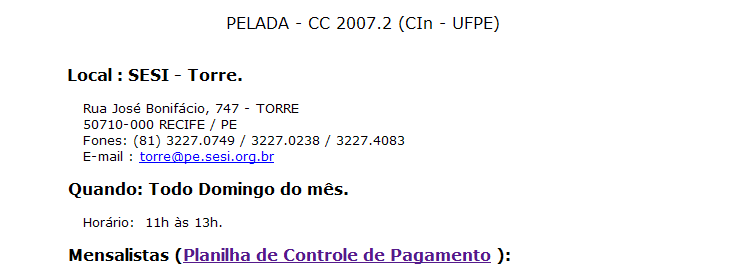 PELADA - CC 2007.2 (CIn - UFPE)
Local : SESI - Torre.
Rua José Bonifácio, 747 - TORRE
50710-000 RECIFE / PE
Fones: (81) 3227.0749 / 3227.0238 / 3227.4083
E-mail : torre@pe.sesi.org.br
Quando: Todo Domingo do mês.
Horário:  11h às 13h.
Mensalistas (Planilha de Controle de Pagamento ):